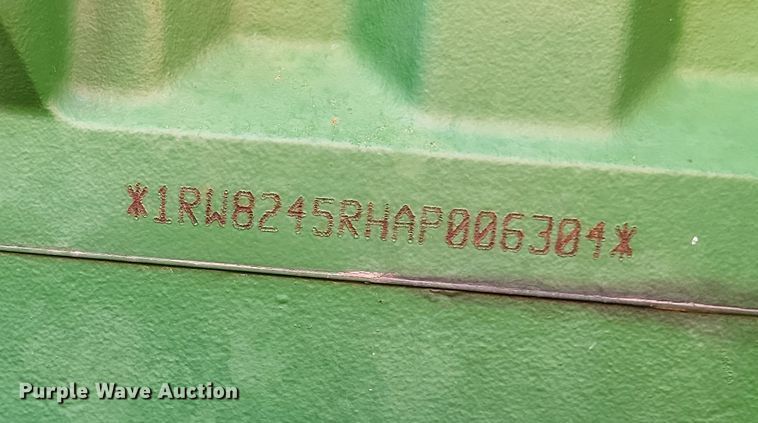 *1RW8245RHAP006304*
Purple Wave Auction